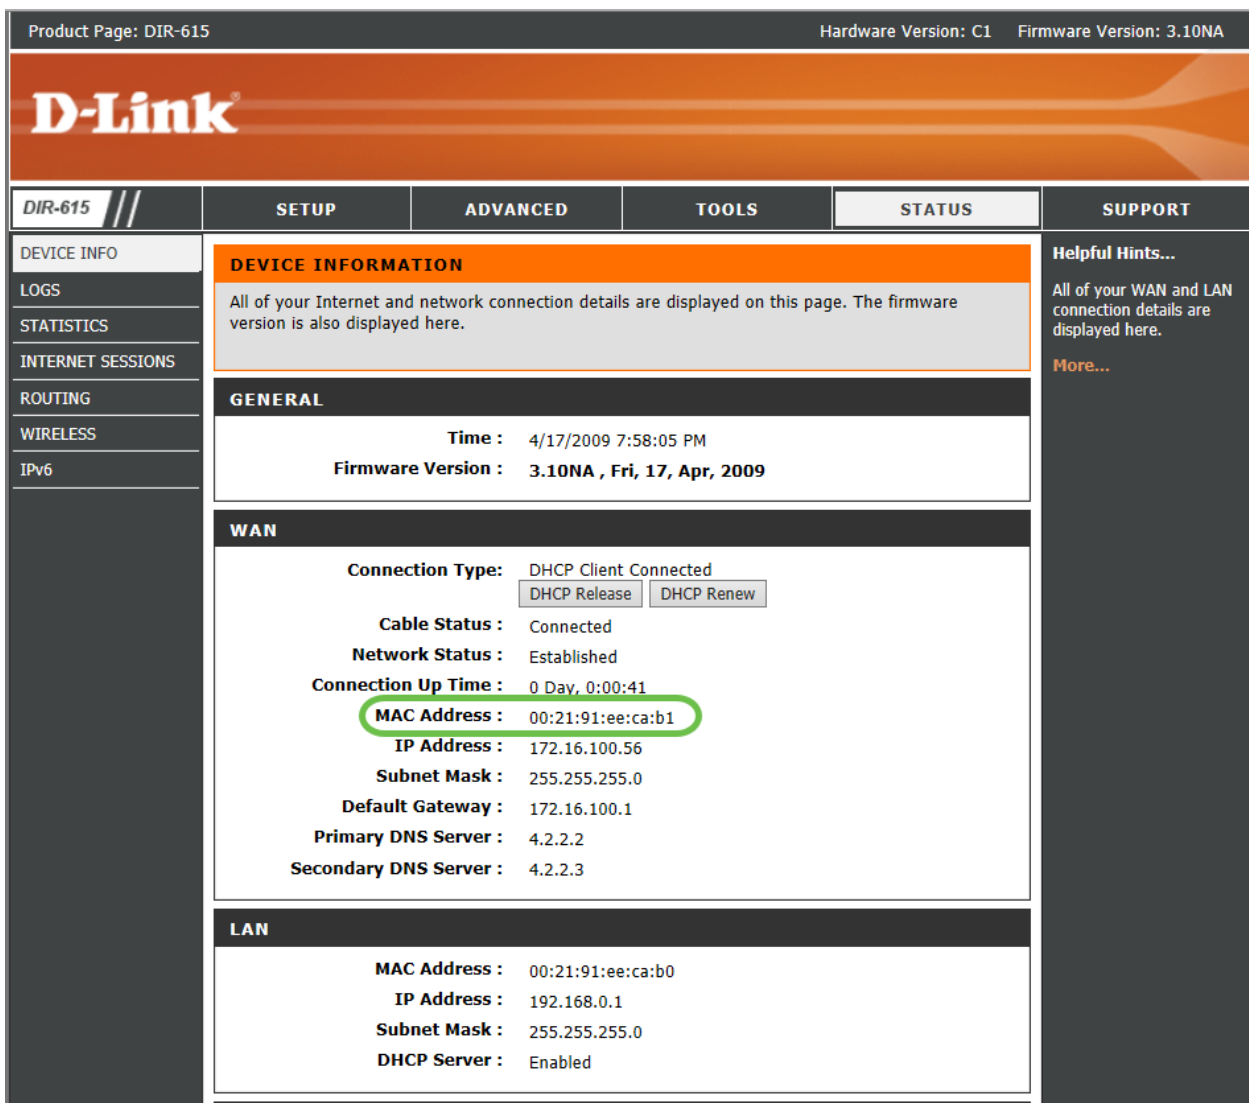 Product Page: DIR-615
Hardware Version: C1 Firmware Version: 3.10NA
D-Link®
DIR-615
SETUP ADVANCED TOOLS STATUS SUPPORT
DEVICE INFO
LOGS
STATISTICS
INTERNET SESSIONS
ROUTING
WIRELESS
IPv6
DEVICE INFORMATION
All of your Internet and network connection details are displayed on this page. The firmware
version is also displayed here.
GENERAL
Time : 4/17/2009 7:58:05 PM
Firmware Version : 3.10NA , Fri, 17, Apr, 2009
WAN
Connection Type: DHCP Client Connected
DHCP Release DHCP Renew
Cable Status : Connected
Network Status : Established
Connection Up Time : 0 Day, 0:00:41
MAC Address : 00:21:91:ee:ca:b1
IP Address : 172.16.100.56
Subnet Mask : 255.255.255.0
Default Gateway : 172.16.100.1
Primary DNS Server : 4.2.2.2
Secondary DNS Server : 4.2.2.3
LAN
MAC Address : 00:21:91:ee:ca:b0
IP Address : 192.168.0.1
Subnet Mask : 255.255.255.0
DHCP Server : Enabled
Helpful Hints...
All of your WAN and LAN
connection details are
displayed here.
More...